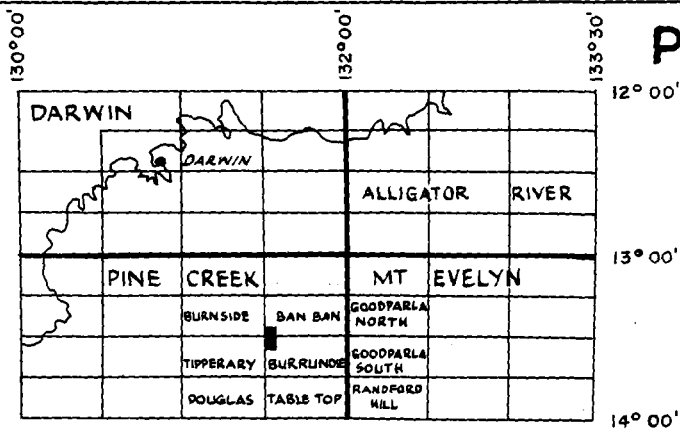 130°00'
132°00'
133°30'
P
12° 00'
DARWIN
DARWIN
ALLIGATOR RIVER
13° 00'
PINE CREEK
MT EVELYN
BURNSIDE
BAN BAN
GOODPARLA
NORTH
TIPPERARY
BURRUNDIE
GOODPARLA
SOUTH
DOUGLAS
TABLE TOP
RANDFORD
HILL
14° 00'